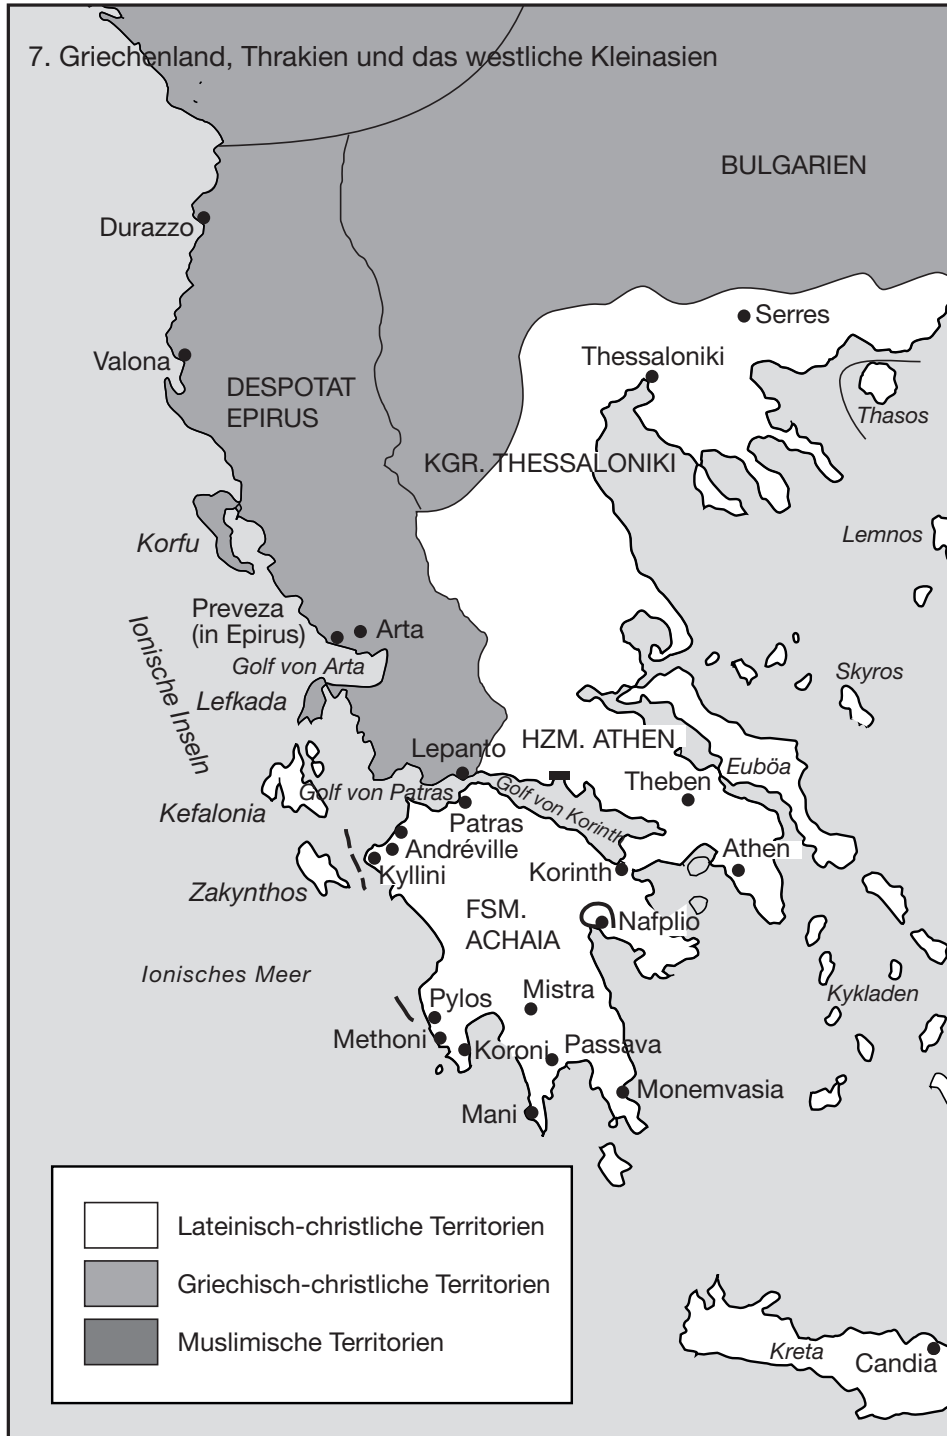 7. Griechenland, Thrakien und das westliche Kleinasien
BULGARIEN
Durazzo
Serres
Thessaloniki
Valona
DESPOTAT
EPIRUS
Thasos
KGR. THESSALONIKI
Lemnos
Korfu
Preveza
(in Epirus)
Arta
Golf von Arta
Ionische Inseln
Lefkada
Skyros
HZM. ATHEN
Lepanto
Euböa
Theben
Golf von Patras
Golf von Korinth
Kefalonia
Patras
Andréville
Athen
Korinth
Kyllini
Zakynthos
FSM.
ACHAIA
Nafplio
Ionisches Meer
Mistra
Kykladen
Pylos
Methoni
Koroni
Passava
Monemvasia
Mani
Lateinisch-christliche Territorien
Griechisch-christliche Territorien
Muslimische Territorien
Kreta
Candia